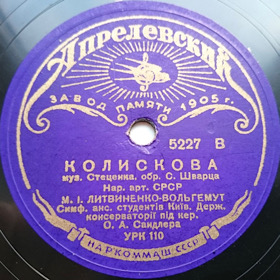 Апрелевский
ЗАВОД ПАМЯТИ 1905 г.
5227 В
КОЛИСКОВА
муз. Стеценка. обр. С. Шварца
Нар. арт. СРСР
М. І. ЛИТВИНЕНКО-ВОЛЬГЕМУТ
Симф. анс. студентів Київ. Держ.
консерваторії під кер.
О. А. Сандлера
УРК 110
НАРКОММАШ СССР